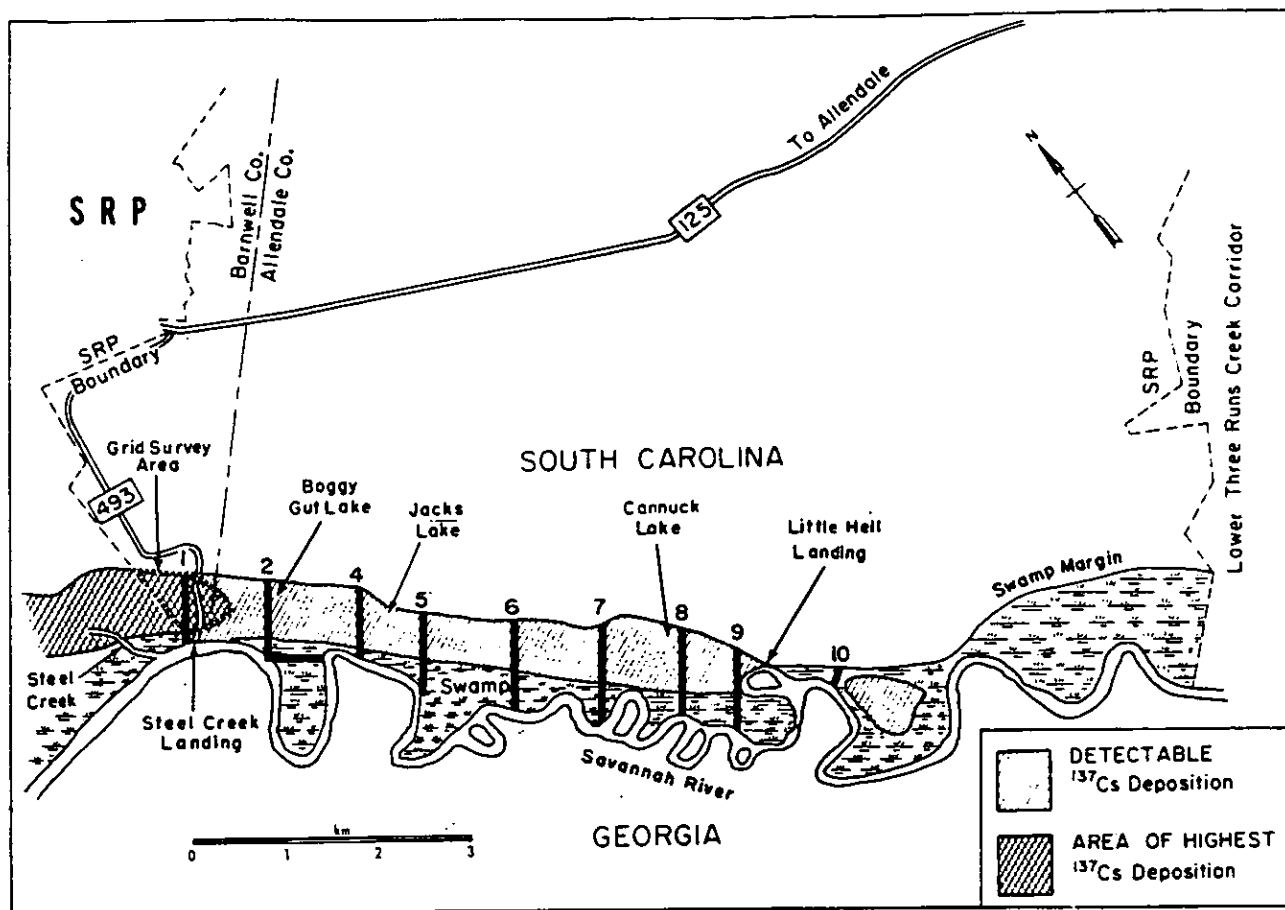 To Allendale
125
N
SRP
Barnwell Co.
Allendale Co.
SRP
Boundary
SRP
Boundary
Lower Three Runs Creek Corridor
Grid Survey
Area
493
SOUTH CAROLINA
Boggy
Gut Lake
Jacks
Lake
Cannuck
Lake
Little Hell
Landing
Swamp Margin
1
2
4
5
6
7
8
9
10
Steel
Creek
Steel Creek
Landing
Swamp
Savannah River
GEORGIA
km
0
1
2
3
DETECTABLE
¹³⁷Cs Deposition
AREA OF HIGHEST
¹³⁷Cs Deposition